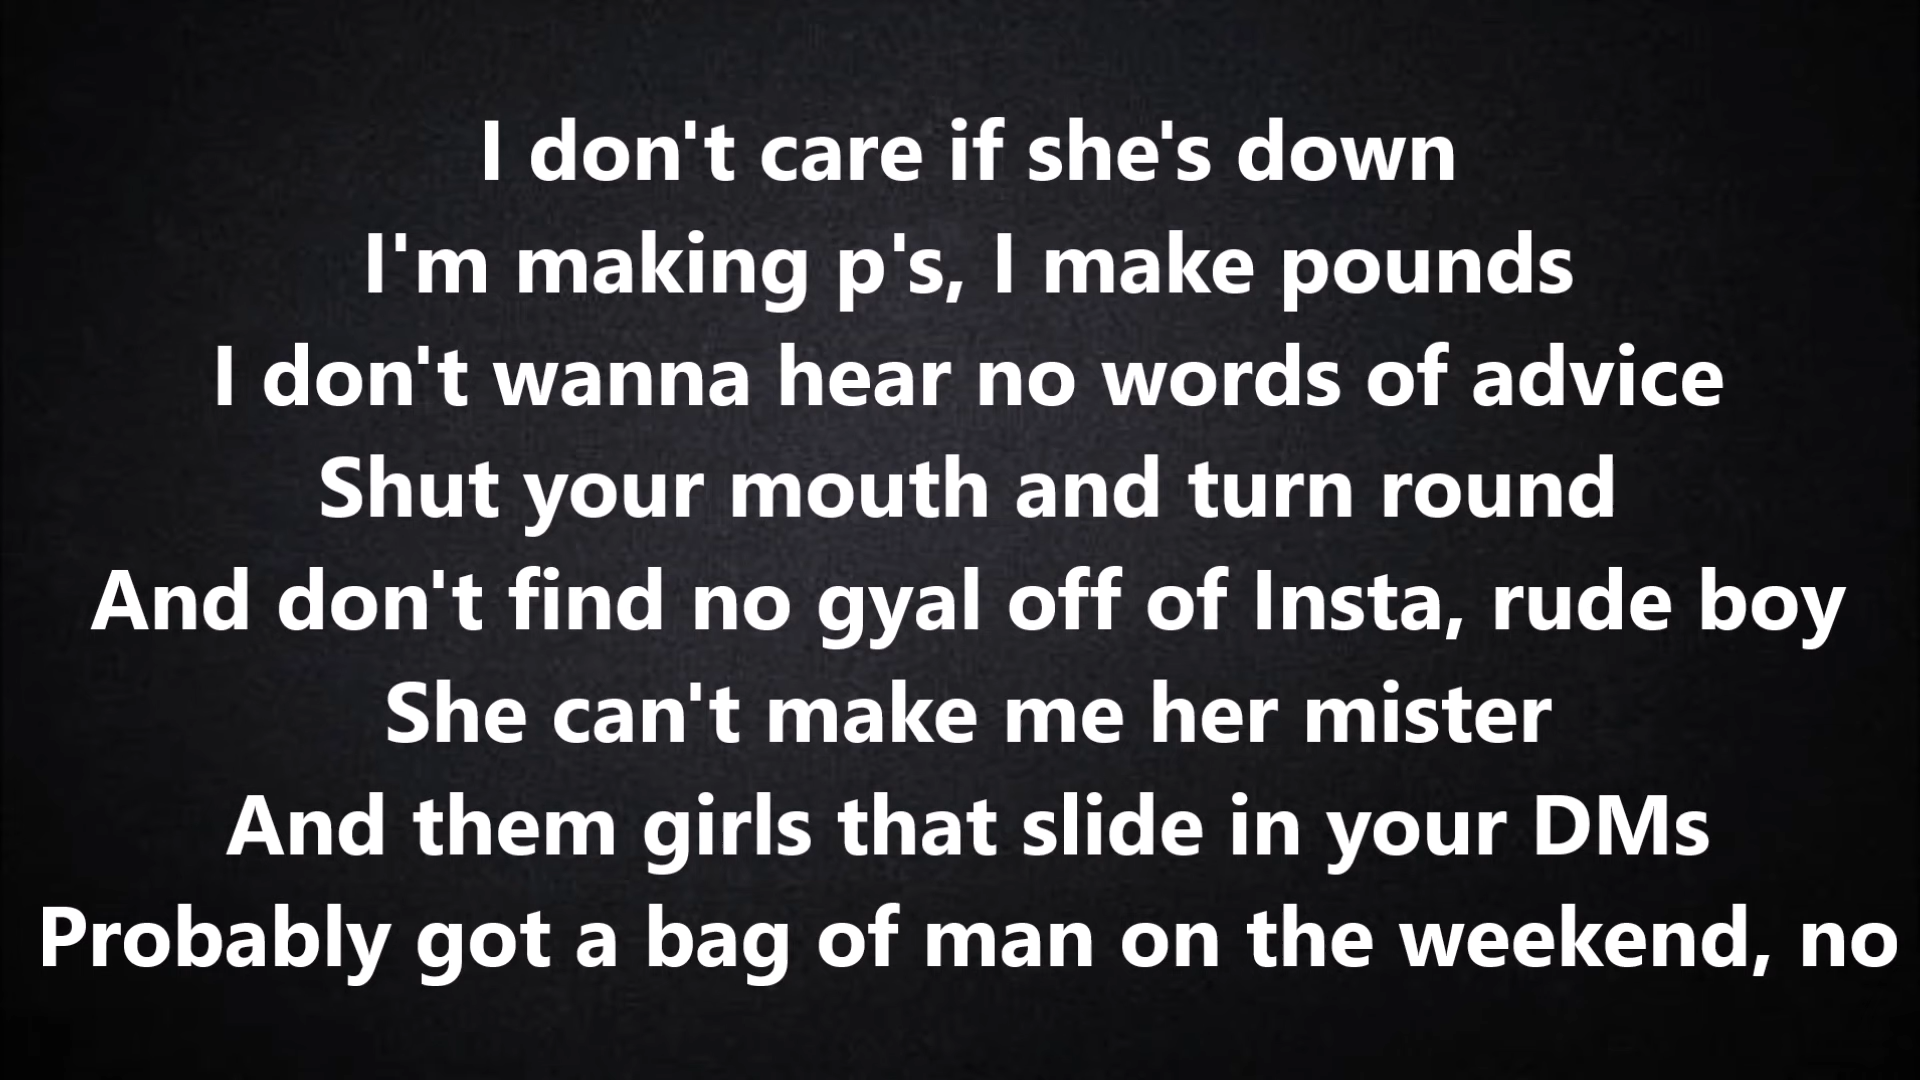 I don't care if she's down
I'm making p's, I make pounds
I don't wanna hear no words of advice
Shut your mouth and turn round
And don't find no gyal off of Insta, rude boy
She can't make me her mister
And them girls that slide in your DMs
Probably got a bag of man on the weekend, no